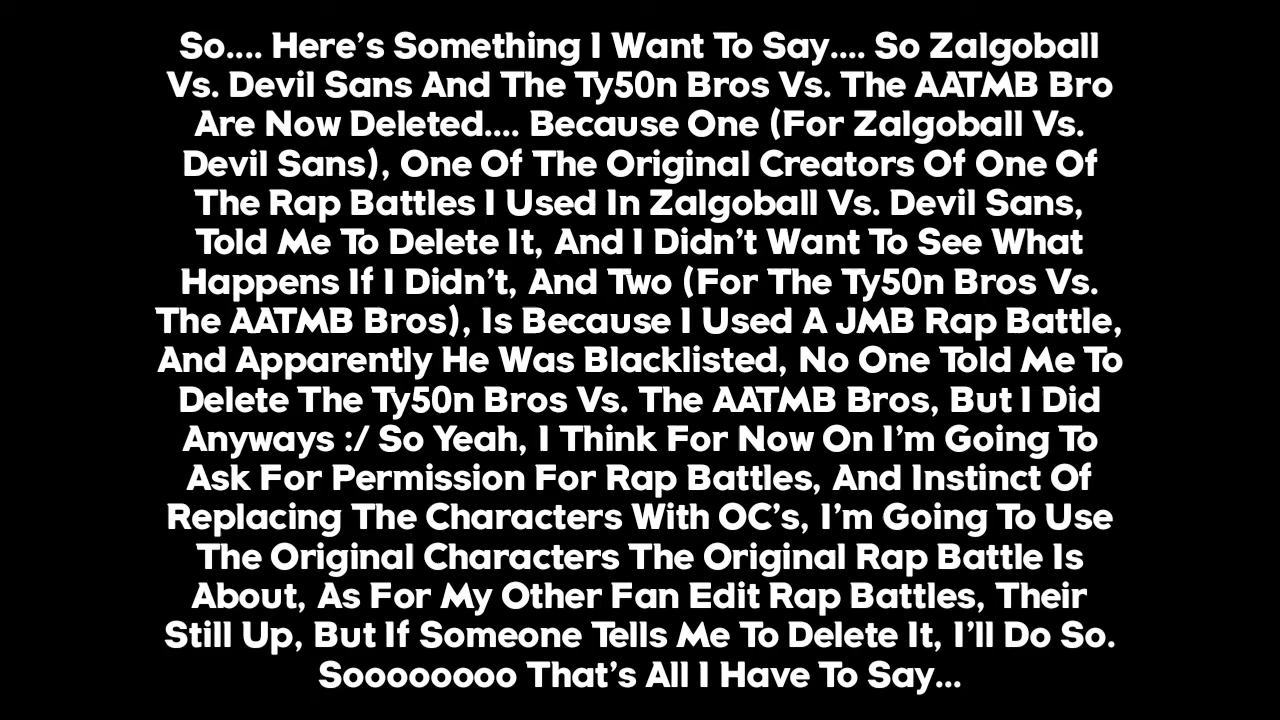 So.... Here's Something I Want To Say.... So Zalgoball
Vs. Devil Sans And The Ty50n Bros Vs. The AATMB Bro
Are Now Deleted.... Because One (For Zalgoball Vs.
Devil Sans), One Of The Original Creators Of One Of
The Rap Battles I Used In Zalgoball Vs. Devil Sans,
Told Me To Delete It, And I Didn't Want To See What
Happens If I Didn't, And Two (For The Ty50n Bros Vs.
The AATMB Bros), Is Because I Used A JMB Rap Battle,
And Apparently He Was Blacklisted, No One Told Me To
Delete The Ty50n Bros Vs. The AATMB Bros, But I Did
Anyways :/ So Yeah, I Think For Now On I'm Going To
Ask For Permission For Rap Battles, And Instinct Of
Replacing The Characters With OC's, I'm Going To Use
The Original Characters The Original Rap Battle Is
About, As For My Other Fan Edit Rap Battles, Their
Still Up, But If Someone Tells Me To Delete It, I'll Do So.
Soooooooo That's All I Have To Say...